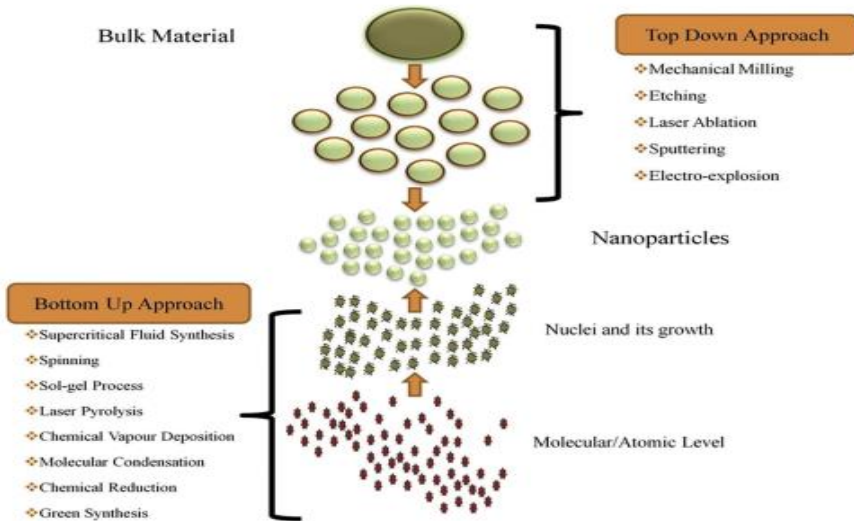 Bulk Material
Top Down Approach
❖Mechanical Milling
❖Etching
❖Laser Ablation
❖Sputtering
❖Electro-explosion
Nanoparticles
Bottom Up Approach
❖Supercritical Fluid Synthesis
❖Spinning
❖Sol-gel Process
❖Laser Pyrolysis
❖Chemical Vapour Deposition
❖Molecular Condensation
❖Chemical Reduction
❖Green Synthesis
Nuclei and its growth
Molecular/Atomic Level